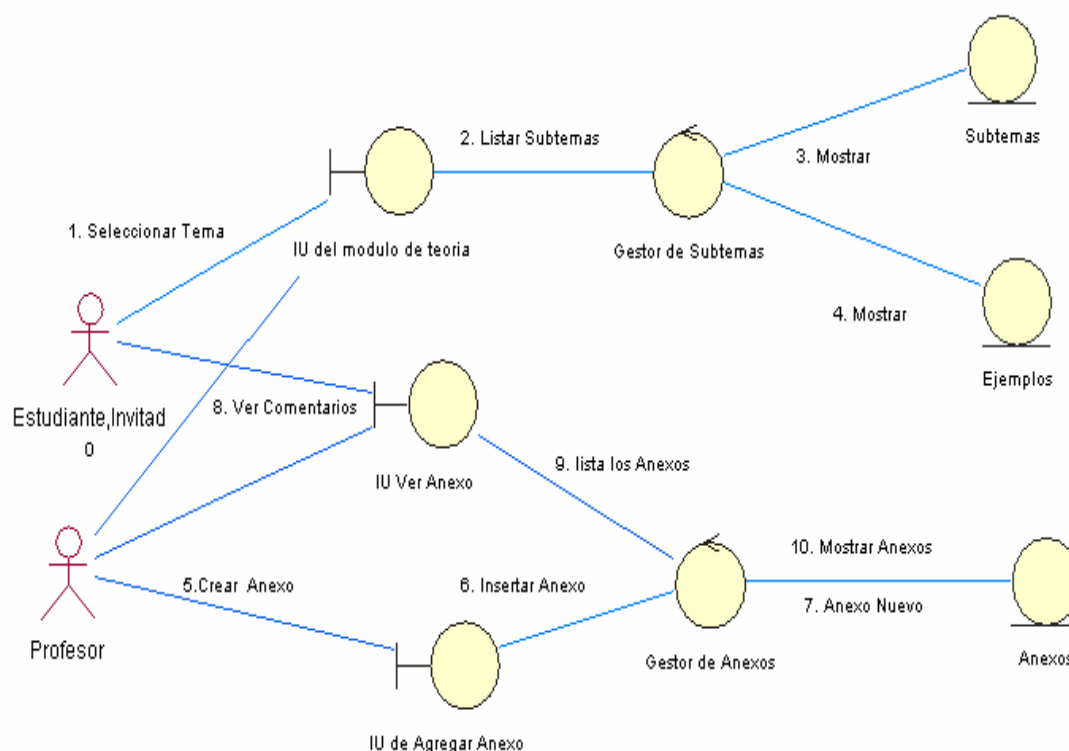 Subtemas
2. Listar Subtemas
3. Mostrar
1. Seleccionar Tema
IU del modulo de teoria
Gestor de Subtemas
4. Mostrar
Ejemplos
Estudiante,Invitad
o
8. Ver Comentarios
IU Ver Anexo
9. lista los Anexos
10. Mostrar Anexos
5.Crear Anexo
6. Insertar Anexo
7. Anexo Nuevo
Profesor
Gestor de Anexos
Anexos
IU de Agregar Anexo